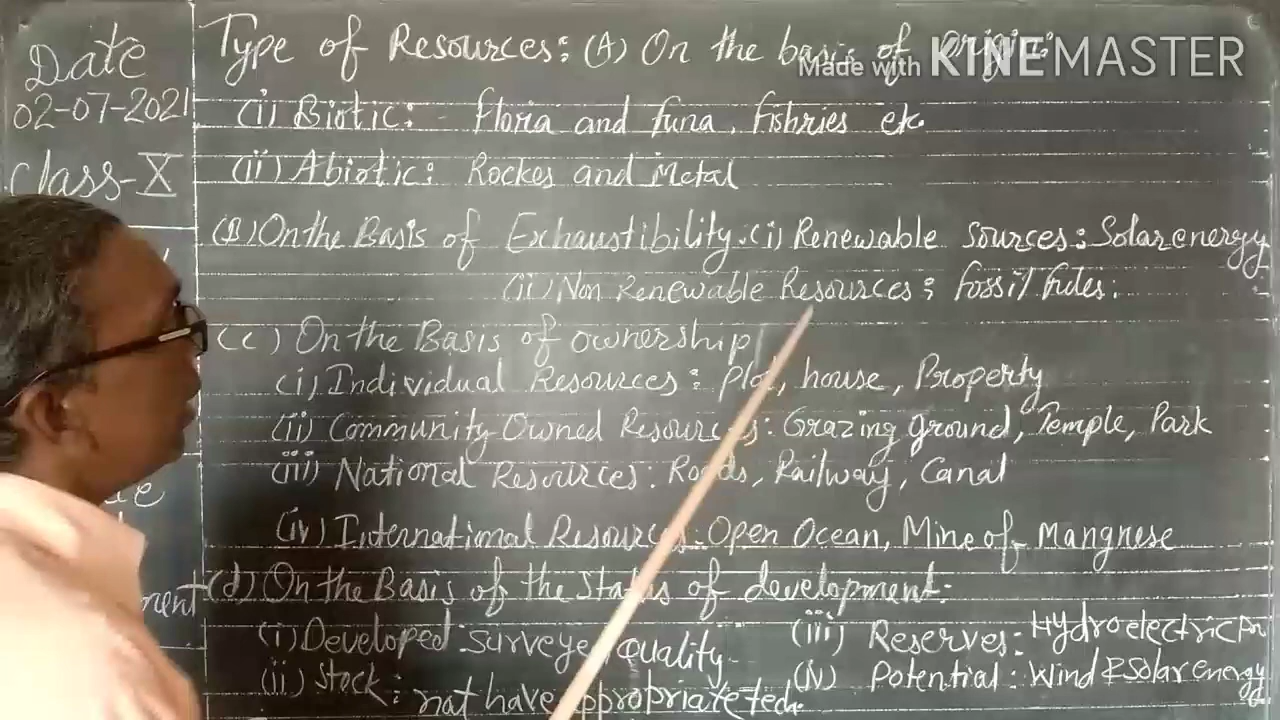 Date
02-07-2021
Class-X
Type of Resources: (A) On the basis of origin:
Made with KINEMASTER
(i) Biotic: - floria and funa, fishries etc.
(ii) Abiotic: Rockes and Metal
(B) On the Basis of Exhaustibility. (i) Renewable Sources: Solar energy
(ii) Non Renewable Resources: fossil fules.
(c) On the Basis of ownership
(i) Individual Resources: Plot, house, Property
(ii) Community Owned Resources: Grazing ground, Temple, Park
(iii) National Resources: Roads, Railway, Canal
(iv) International Resources: Open Ocean, Mine of Mangnese
(d) On the Basis of the Status of development:
(i) Developed: Surveyed, quality. (iii) Reserves: Hydroelectric
(ii) Stock: not have appropriate tech. (iv) Potential: Wind & Solar energy